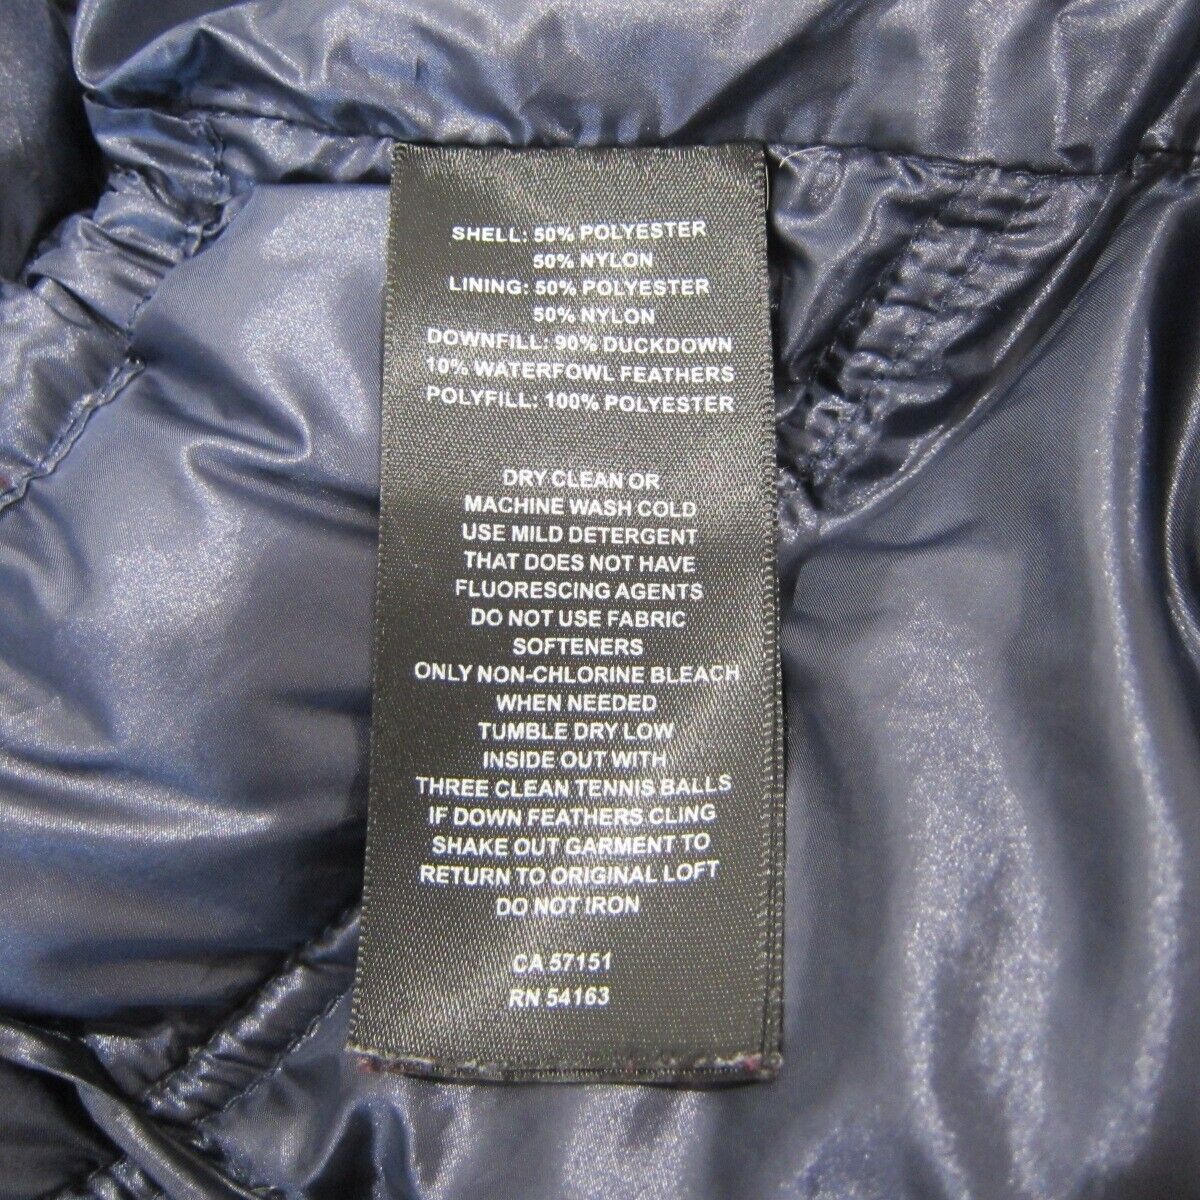 SHELL: 50% POLYESTER
50% NYLON
LINING: 50% POLYESTER
50% NYLON
DOWNFILL: 90% DUCKDOWN
10% WATERFOWL FEATHERS
POLYFILL: 100% POLYESTER
DRY CLEAN OR
MACHINE WASH COLD
USE MILD DETERGENT
THAT DOES NOT HAVE
FLUORESCING AGENTS
DO NOT USE FABRIC
SOFTENERS
ONLY NON-CHLORINE BLEACH
WHEN NEEDED
TUMBLE DRY LOW
INSIDE OUT WITH
THREE CLEAN TENNIS BALLS
IF DOWN FEATHERS CLING
SHAKE OUT GARMENT TO
RETURN TO ORIGINAL LOFT
DO NOT IRON
CA 57151
RN 54163